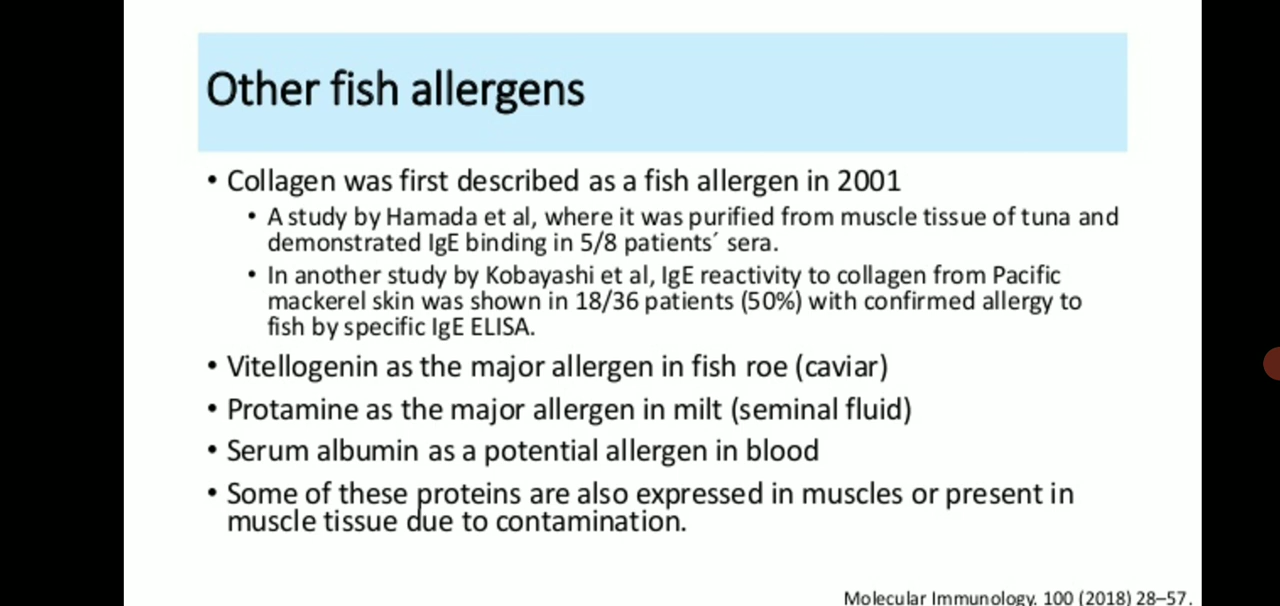 Other fish allergens
• Collagen was first described as a fish allergen in 2001
• A study by Hamada et al, where it was purified from muscle tissue of tuna and
demonstrated IgE binding in 5/8 patients´ sera.
• In another study by Kobayashi et al, IgE reactivity to collagen from Pacific
mackerel skin was shown in 18/36 patients (50%) with confirmed allergy to
fish by specific IgE ELISA.
• Vitellogenin as the major allergen in fish roe (caviar)
• Protamine as the major allergen in milt (seminal fluid)
• Serum albumin as a potential allergen in blood
• Some of these proteins are also expressed in muscles or present in
muscle tissue due to contamination.
Molecular Immunology. 100 (2018) 28–57.